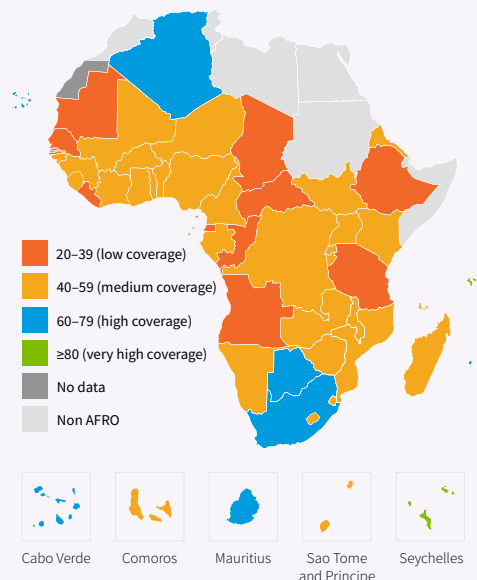 20–39 (low coverage)
40–59 (medium coverage)
60–79 (high coverage)
≥80 (very high coverage)
No data
Non AFRO
Cabo Verde
Comoros
Mauritius
Sao Tome
and Principe
Seychelles